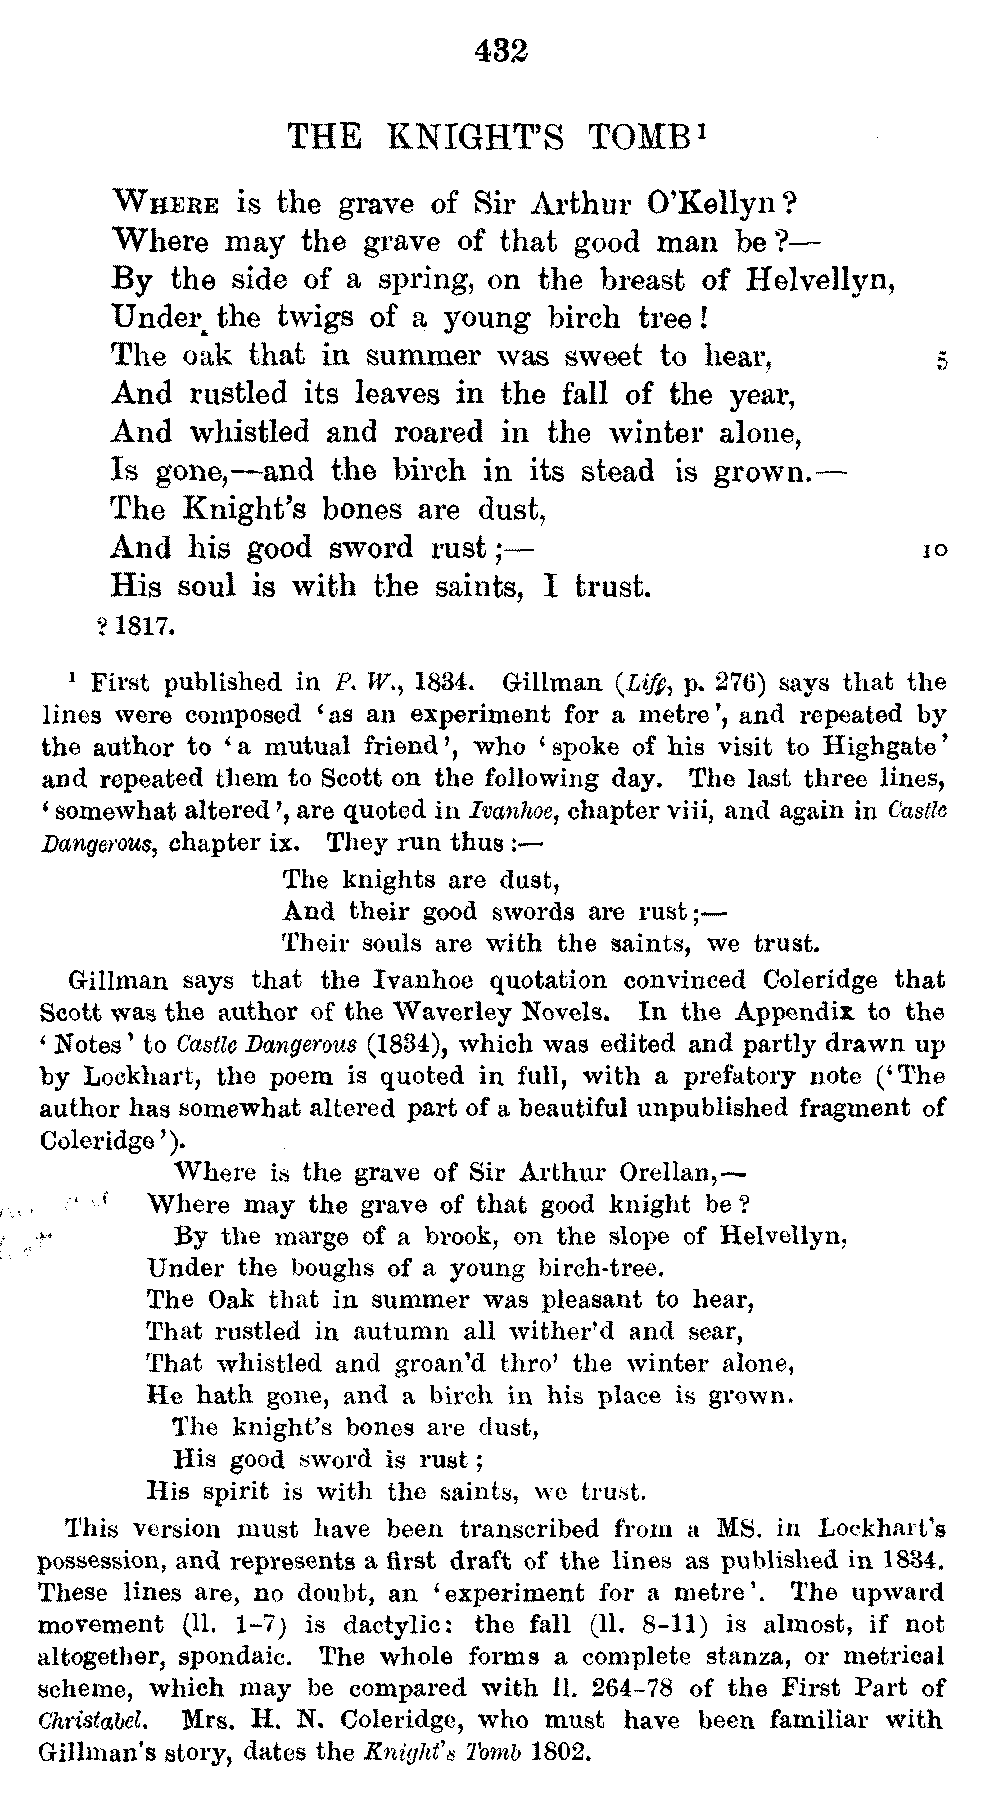 432
THE KNIGHT'S TOMB¹
WHERE is the grave of Sir Arthur O'Kellyn?
Where may the grave of that good man be?—
By the side of a spring, on the breast of Helvellyn,
Under the twigs of a young birch tree!
The oak that in summer was sweet to hear, 5
And rustled its leaves in the fall of the year,
And whistled and roared in the winter alone,
Is gone,—and the birch in its stead is grown.—
The Knight's bones are dust,
And his good sword rust;— 10
His soul is with the saints, I trust.
? 1817.
¹ First published in P. W., 1834. Gillman (Life, p. 276) says that the
lines were composed ‘as an experiment for a metre’, and repeated by
the author to ‘a mutual friend’, who ‘spoke of his visit to Highgate’
and repeated them to Scott on the following day. The last three lines,
‘somewhat altered’, are quoted in Ivanhoe, chapter viii, and again in Castle
Dangerous, chapter ix. They run thus:—
The knights are dust,
And their good swords are rust;—
Their souls are with the saints, we trust.
Gillman says that the Ivanhoe quotation convinced Coleridge that
Scott was the author of the Waverley Novels. In the Appendix to the
‘Notes’ to Castle Dangerous (1834), which was edited and partly drawn up
by Lockhart, the poem is quoted in full, with a prefatory note (‘The
author has somewhat altered part of a beautiful unpublished fragment of
Coleridge’).
Where is the grave of Sir Arthur Orellan,—
Where may the grave of that good knight be?
By the marge of a brook, on the slope of Helvellyn,
Under the boughs of a young birch-tree.
The Oak that in summer was pleasant to hear,
That rustled in autumn all wither'd and sear,
That whistled and groan'd thro' the winter alone,
He hath gone, and a birch in his place is grown.
The knight's bones are dust,
His good sword is rust;
His spirit is with the saints, we trust.
This version must have been transcribed from a MS. in Lockhart's
possession, and represents a first draft of the lines as published in 1834.
These lines are, no doubt, an ‘experiment for a metre’. The upward
movement (ll. 1-7) is dactylic: the fall (ll. 8-11) is almost, if not
altogether, spondaic. The whole forms a complete stanza, or metrical
scheme, which may be compared with ll. 264-78 of the First Part of
Christabel. Mrs. H. N. Coleridge, who must have been familiar with
Gillman's story, dates the Knight's Tomb 1802.